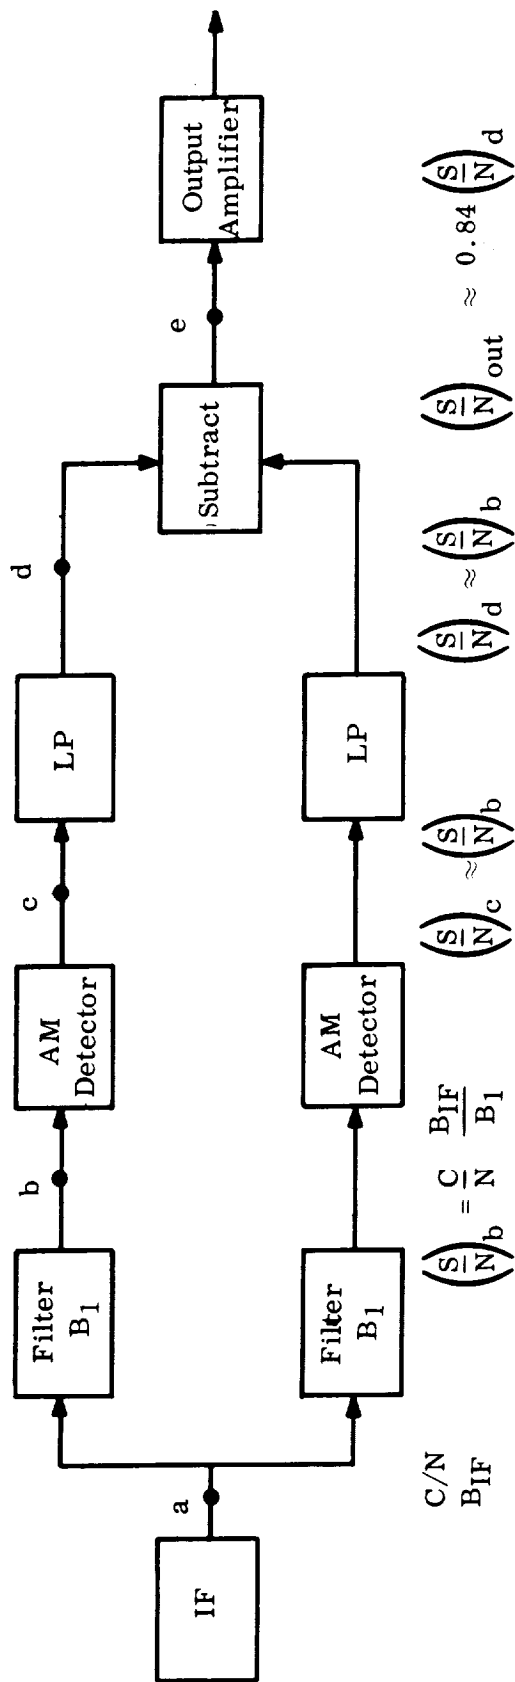 IF
a
Filter
B1
b
AM
Detector
c
LP
d
Filter
B1
AM
Detector
LP
Subtract
e
Output
Amplifier
C/N
BIF
(S/N)b = C/N BIF/B1
(S/N)c ≈ (S/N)b
(S/N)d ≈ (S/N)b
(S/N)out ≈ 0.84 (S/N)d